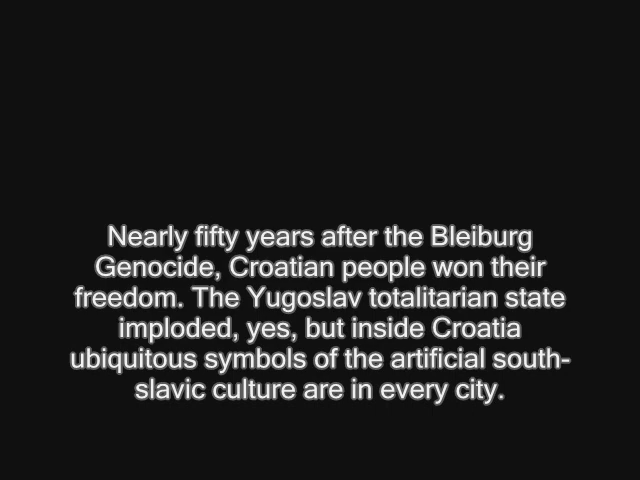 Nearly fifty years after the Bleiburg
Genocide, Croatian people won their
freedom. The Yugoslav totalitarian state
imploded, yes, but inside Croatia
ubiquitous symbols of the artificial south-
slavic culture are in every city.